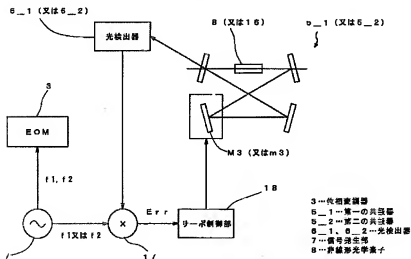 6_1（又は6_2）
8（又は16）
5_1（又は5_2）
光検出器
3
EOM
M3（又はm3）
f1, f2
18
Err
f1又はf2
×
サーボ制御部
3…位相変調器
5_1…第一の共振器
5_2…第二の共振器
6_1、6_2…光検出器
7…信号発生部
8…非線形光学素子